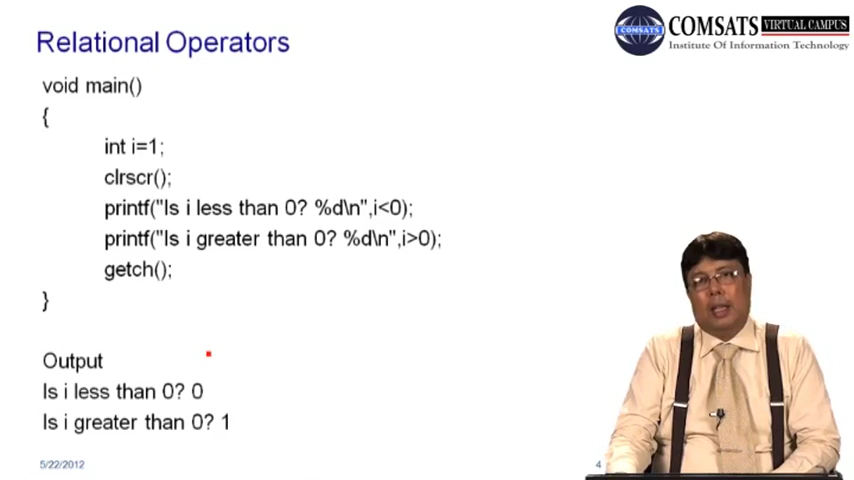 Relational Operators
COMSATS
COMSATS VIRTUAL CAMPUS
Institute Of Information Technology
void main()
{
int i=1;
clrscr();
printf("Is i less than 0? %d\n",i<0);
printf("Is i greater than 0? %d\n",i>0);
getch();
}
Output
Is i less than 0? 0
Is i greater than 0? 1
5/22/2012
4